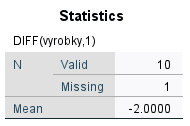 Statistics
DIFF(vyrobky,1)
N Valid 10
Missing 1
Mean -2.0000